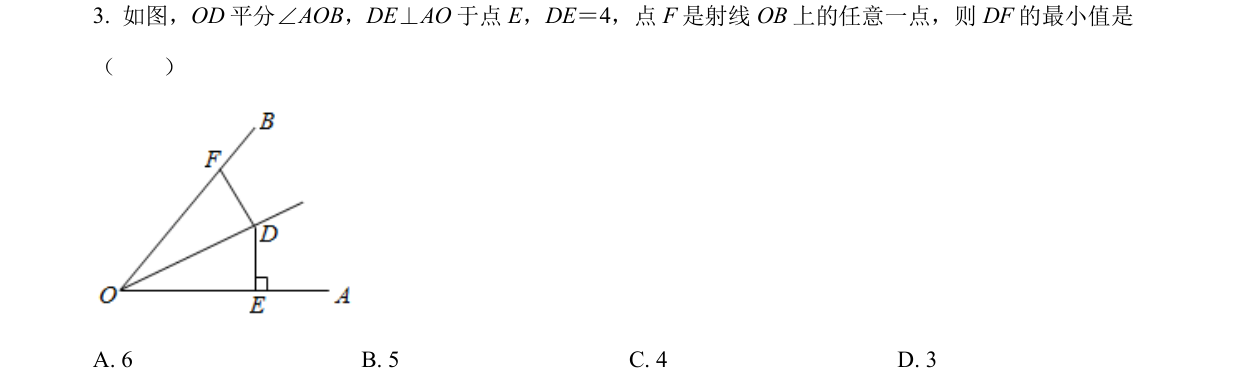 3. 如图，OD 平分∠AOB，DE⊥AO 于点 E，DE＝4，点 F 是射线 OB 上的任意一点，则 DF 的最小值是
（　　）
B
F
D
O
E
A
A. 6 B. 5 C. 4 D. 3